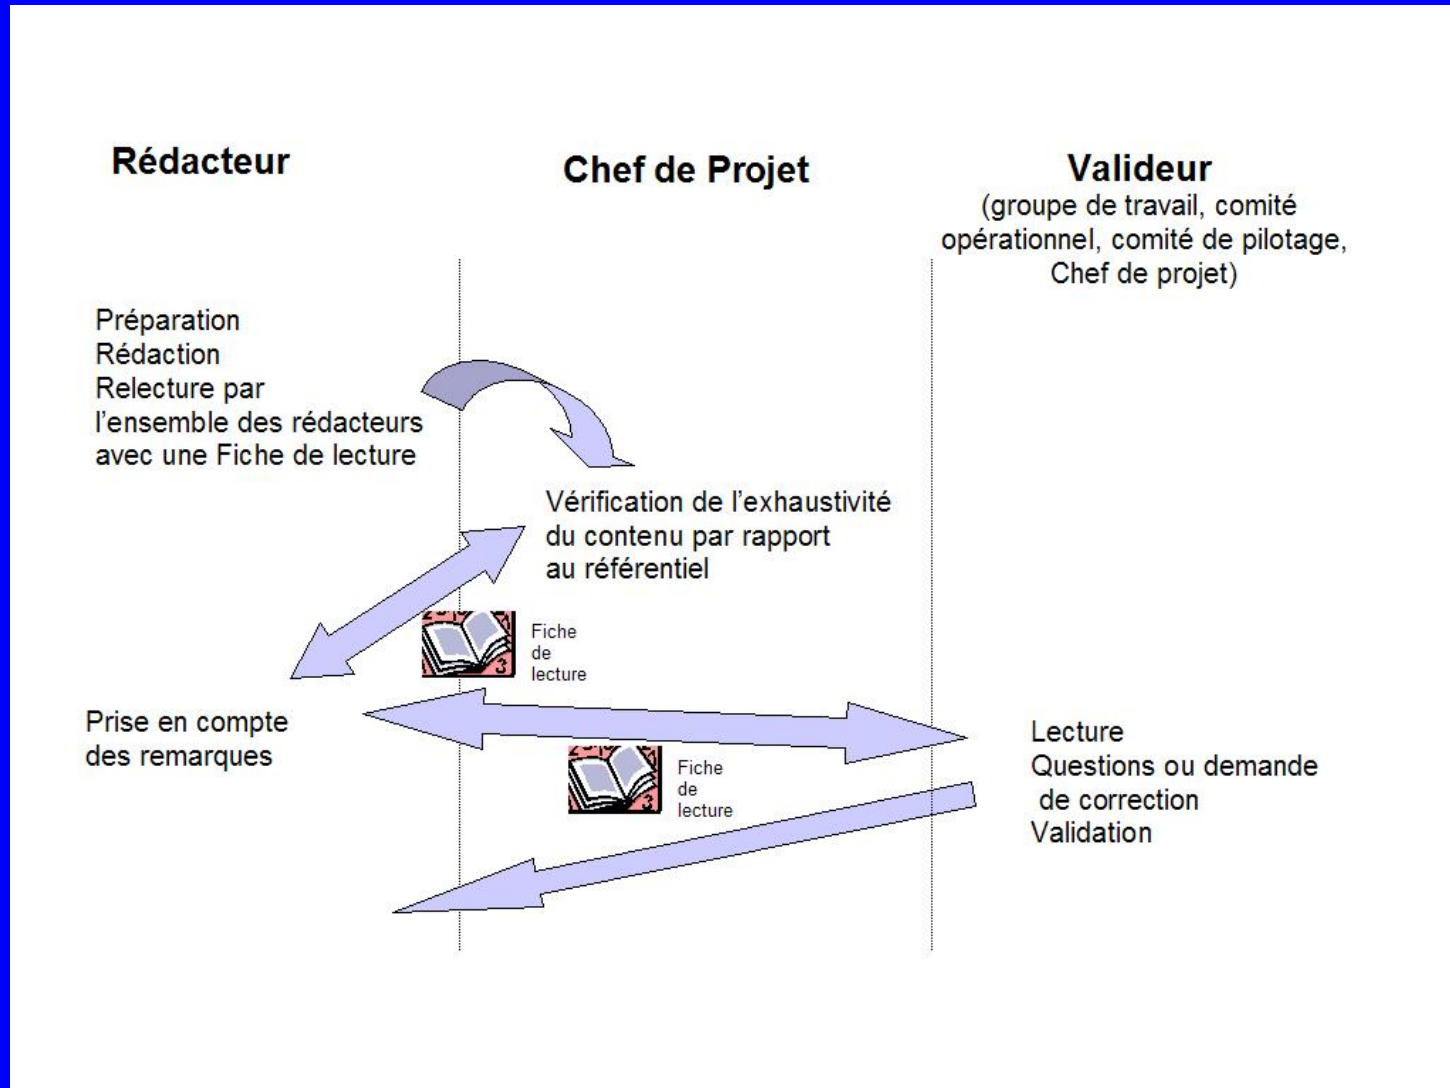 Rédacteur
Chef de Projet
Valideur
(groupe de travail, comité
opérationnel, comité de pilotage,
Chef de projet)
Préparation
Rédaction
Relecture par
l'ensemble des rédacteurs
avec une Fiche de lecture
Vérification de l'exhaustivité
du contenu par rapport
au référentiel
Fiche
de
lecture
Prise en compte
des remarques
Fiche
de
lecture
Lecture
Questions ou demande
de correction
Validation